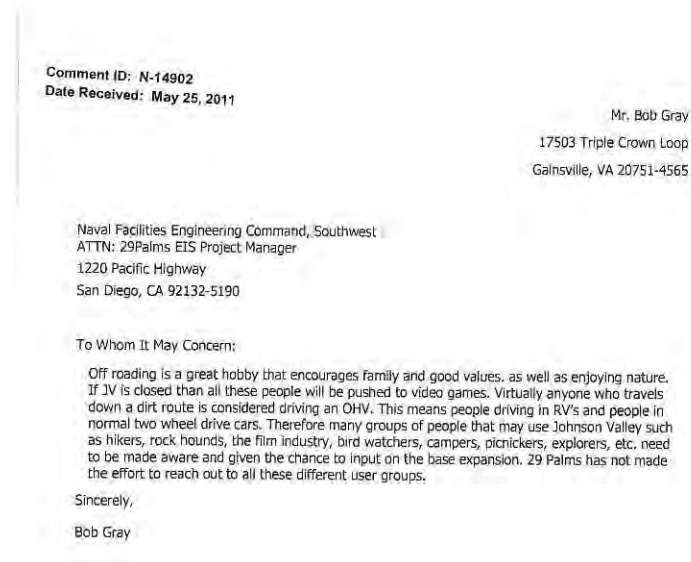 Comment ID: N-14902
Date Received: May 25, 2011
Mr. Bob Gray
17503 Triple Crown Loop
Gainsville, VA 20751-4565
Naval Facilities Engineering Command, Southwest
ATTN: 29Palms EIS Project Manager
1220 Pacific Highway
San Diego, CA 92132-5190
To Whom It May Concern:
Off roading is a great hobby that encourages family and good values. as well as enjoying nature.
If JV is closed than all these people will be pushed to video games. Virtually anyone who travels
down a dirt route is considered driving an OHV. This means people driving in RV's and people in
normal two wheel drive cars. Therefore many groups of people that may use Johnson Valley such
as hikers, rock hounds, the film industry, bird watchers, campers, picnickers, explorers, etc. need
to be made aware and given the chance to input on the base expansion. 29 Palms has not made
the effort to reach out to all these different user groups.
Sincerely,
Bob Gray